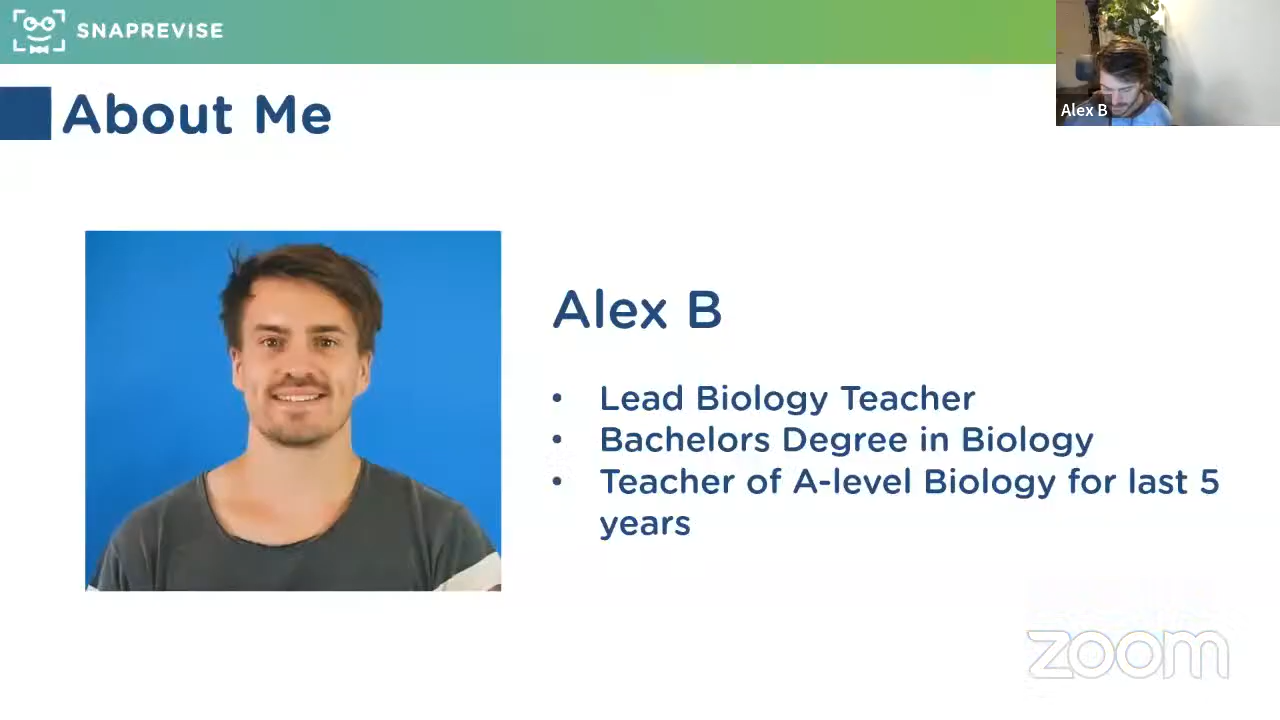 SNAPREVISE
About Me
Alex B
Alex B
• Lead Biology Teacher
• Bachelors Degree in Biology
• Teacher of A-level Biology for last 5
years
zoom